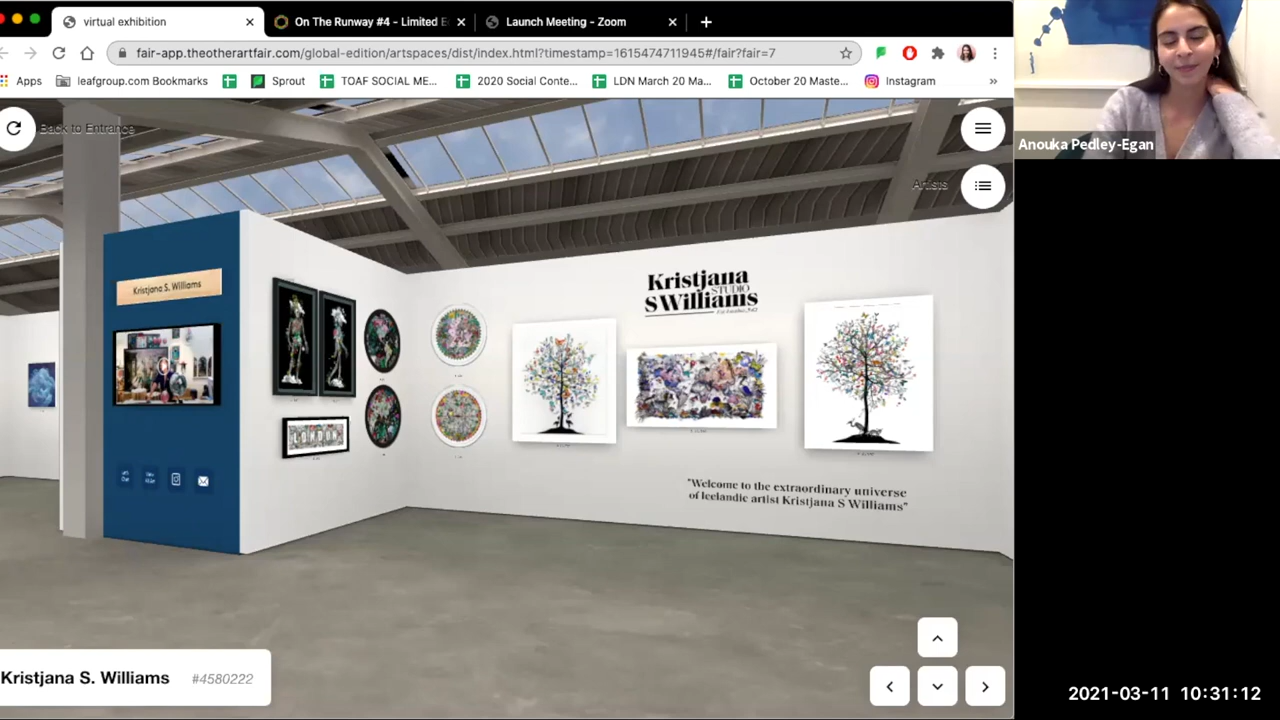 virtual exhibition
On The Runway #4 - Limited E
Launch Meeting - Zoom
fair-app.theotherartfair.com/global-edition/artspaces/dist/index.html?timestamp=1615474711945#/fair?fair=7
Apps
leafgroup.com Bookmarks
Sprout
TOAF SOCIAL ME...
2020 Social Conte...
LDN March 20 Ma...
October 20 Maste...
Instagram
»
Back to Entrance
Artists
Anouka Pedley-Egan
Kristjana S. Williams
LONDON
Kristjana
STUDIO
S Williams
"Welcome to the extraordinary universe
of Icelandic artist Kristjana S Williams"
Kristjana S. Williams #4580222
2021-03-11 10:31:12